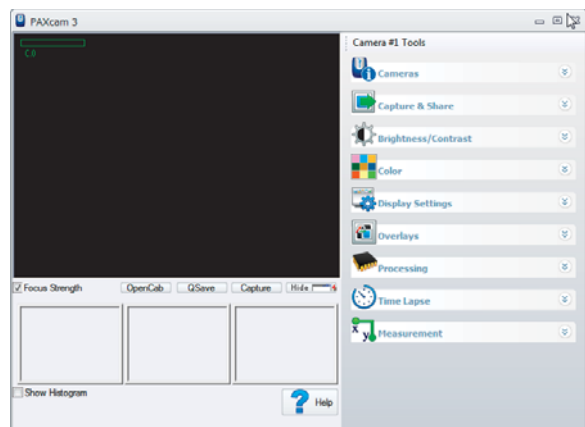 PAXcam 3
C:0
Camera #1 Tools
Cameras
Capture & Share
Brightness/Contrast
Color
Display Settings
Overlays
Processing
Time Lapse
Measurement
Focus Strength
OpenCab
QSave
Capture
Hide
Show Histogram
Help